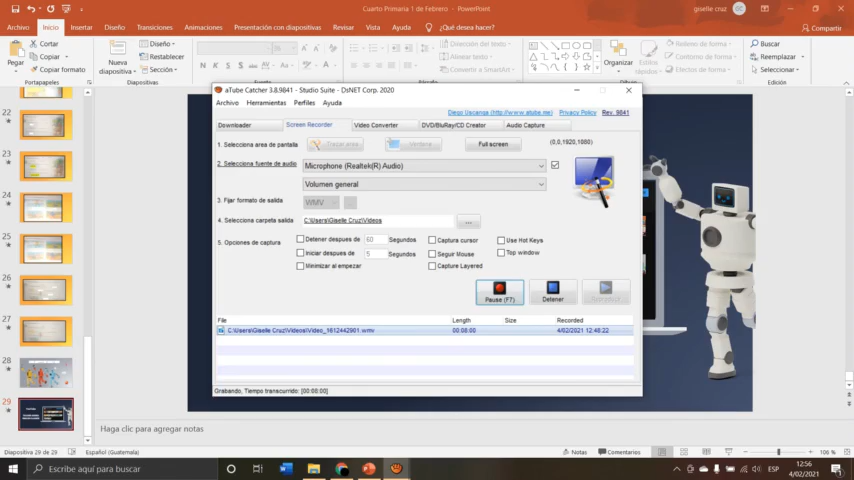 Cuarto Primaria 1 de Febrero - PowerPoint
giselle cruz
GC
Archivo Inicio Insertar Diseño Transiciones Animaciones Presentación con diapositivas Revisar Vista Ayuda ¿Qué desea hacer? Compartir
Pegar
Cortar
Copiar
Copiar formato
Portapapeles
Nueva diapositiva
Diseño
Restablecer
Sección
Diapositivas
N K S
Fuente
Dirección del texto
Alinear texto
Convertir a SmartArt
Organizar
Estilos rápidos
Relleno de forma
Contorno de forma
Efectos de forma
Buscar
Reemplazar
Seleccionar
Edición
22
23
24
25
26
27
28
29
aTube Catcher 3.8.9841 - Studio Suite - DsNET Corp. 2020
Archivo Herramientas Perfiles Ayuda
Diego Uscanga (http://www.atube.me) Privacy Policy Rev. 9841
Downloader Screen Recorder Video Converter DVD/BluRay/CD Creator Audio Capture
1. Selecciona area de pantalla Trazar area Ventana Full screen (0,0,1920,1080)
2. Selecciona fuente de audio Microphone (Realtek(R) Audio)
Volumen general
3. Fijar formato de salida WMV
4. Selecciona carpeta salida C:\Users\Giselle Cruz\Videos ...
5. Opciones de captura
Detener despues de 60 Segundos Captura cursor Use Hot Keys
Iniciar despues de 5 Segundos Seguir Mouse Top window
Minimizar al empezar Captura Layered
Pause (F7) Detener
File Length Size Recorded
C:\Users\Giselle Cruz\Videos\Video_1612442901.wmv 00:08:00 4/02/2021 12:48:22
Grabando, Tiempo transcurrido: [00:08:00]
Haga clic para agregar notas
Diapositiva 29 de 29 Español (Guatemala) Notas Comentarios 106 %
Escribe aquí para buscar
ESP
12:56
4/02/2021